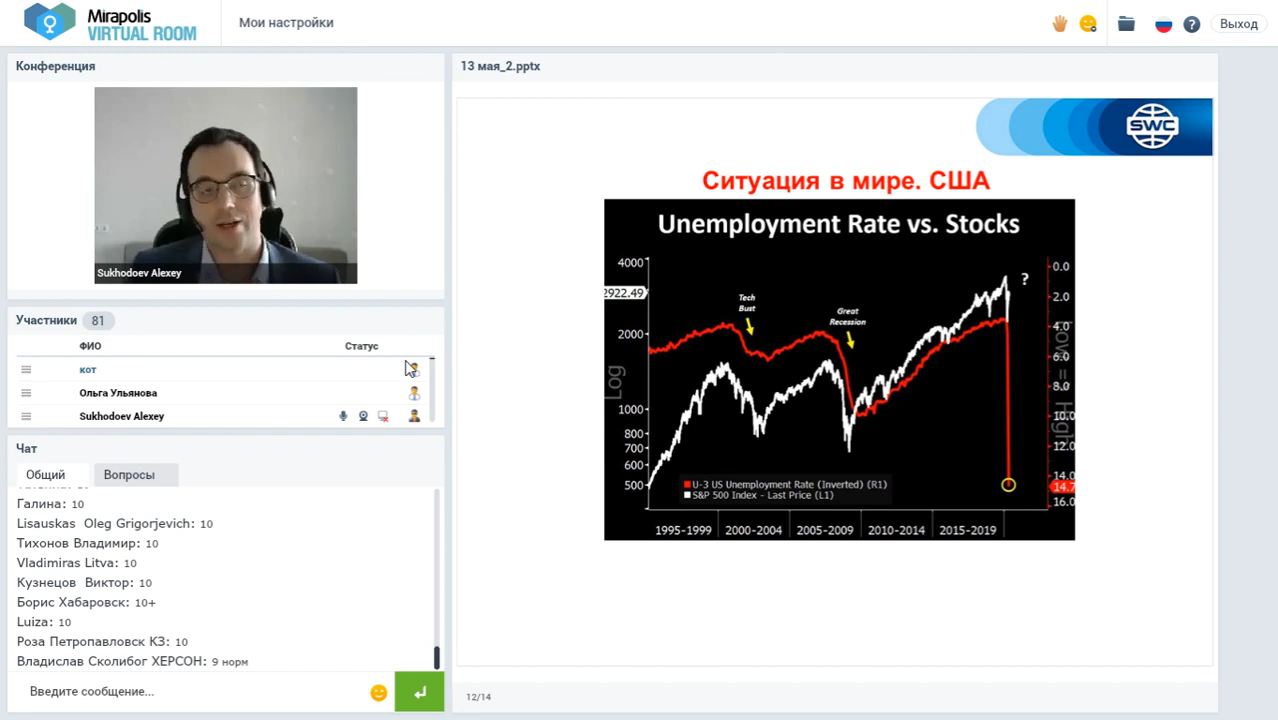 Mirapolis
VIRTUAL ROOM
Мои настройки
Выход
Конференция
Sukhodoev Alexey
Участники 81
ФИО Статус
кот
Ольга Ульянова
Sukhodoev Alexey
Чат
Общий Вопросы
Галина: 10
Lisauskas Oleg Grigorjevich: 10
Тихонов Владимир: 10
Vladimiras Litva: 10
Кузнецов Виктор: 10
Борис Хабаровск: 10+
Luiza: 10
Роза Петропавловск КЗ: 10
Владислав Сколибог ХЕРСОН: 9 норм
Введите сообщение...
13 мая_2.pptx
SWC
Ситуация в мире. США
Unemployment Rate vs. Stocks
4000
2922.49
2000
1000
800
700
600
500
Log
Tech
Bust
Great
Recession
?
0.0
2.0
4.0
6.0
8.0
10.0
12.0
14.0
14.7
16.0
U-3 US Unemployment Rate (Inverted) (R1)
S&P 500 Index - Last Price (L1)
1995-1999 2000-2004 2005-2009 2010-2014 2015-2019
12/14